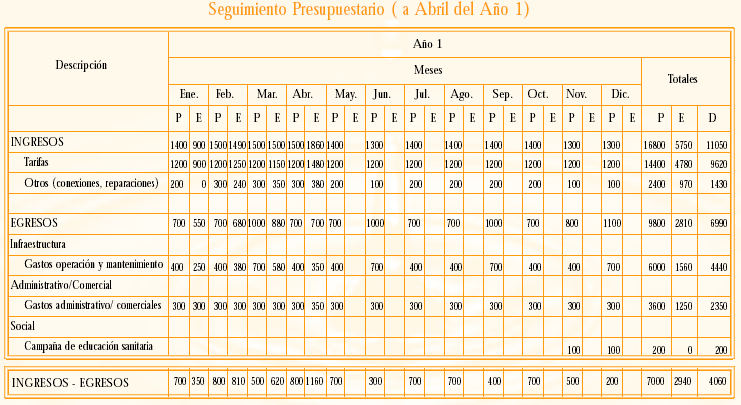 Seguimiento Presupuestario ( a Abril del Año 1)
Descripción Año 1
Meses Totales
Ene. Feb. Mar. Abr. May. Jun. Jul. Ago. Sep. Oct. Nov. Dic.
P E P E P E P E P E P E P E P E P E P E P E P E P E D
INGRESOS 1400 900 1500 1490 1500 1500 1500 1860 1400 1300 1400 1400 1400 1400 1300 1300 16800 5750 11050
Tarifas 1200 900 1200 1250 1200 1150 1200 1480 1200 1200 1200 1200 1200 1200 1200 1200 14400 4780 9620
Otros (conexiones, reparaciones) 200 0 300 240 300 350 300 380 200 100 200 200 200 200 100 100 2400 970 1430
EGRESOS 700 550 700 680 1000 880 700 700 700 1000 700 700 1000 700 800 1100 9800 2810 6990
Infraestructura
Gastos operación y mantenimiento 400 250 400 380 700 580 400 350 400 700 400 400 700 400 400 700 6000 1560 4440
Administrativo/Comercial
Gastos administrativo/ comerciales 300 300 300 300 300 300 300 350 300 300 300 300 300 300 300 300 3600 1250 2350
Social
Campaña de educación sanitaria 100 100 200 0 200
INGRESOS - EGRESOS 700 350 800 810 500 620 800 1160 700 300 700 700 400 700 500 200 7000 2940 4060